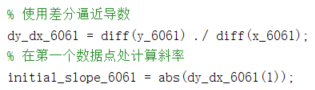 % 使用差分逼近导数
dy_dx_6061 = diff(y_6061) ./ diff(x_6061);
% 在第一个数据点处计算斜率
initial_slope_6061 = abs(dy_dx_6061(1));